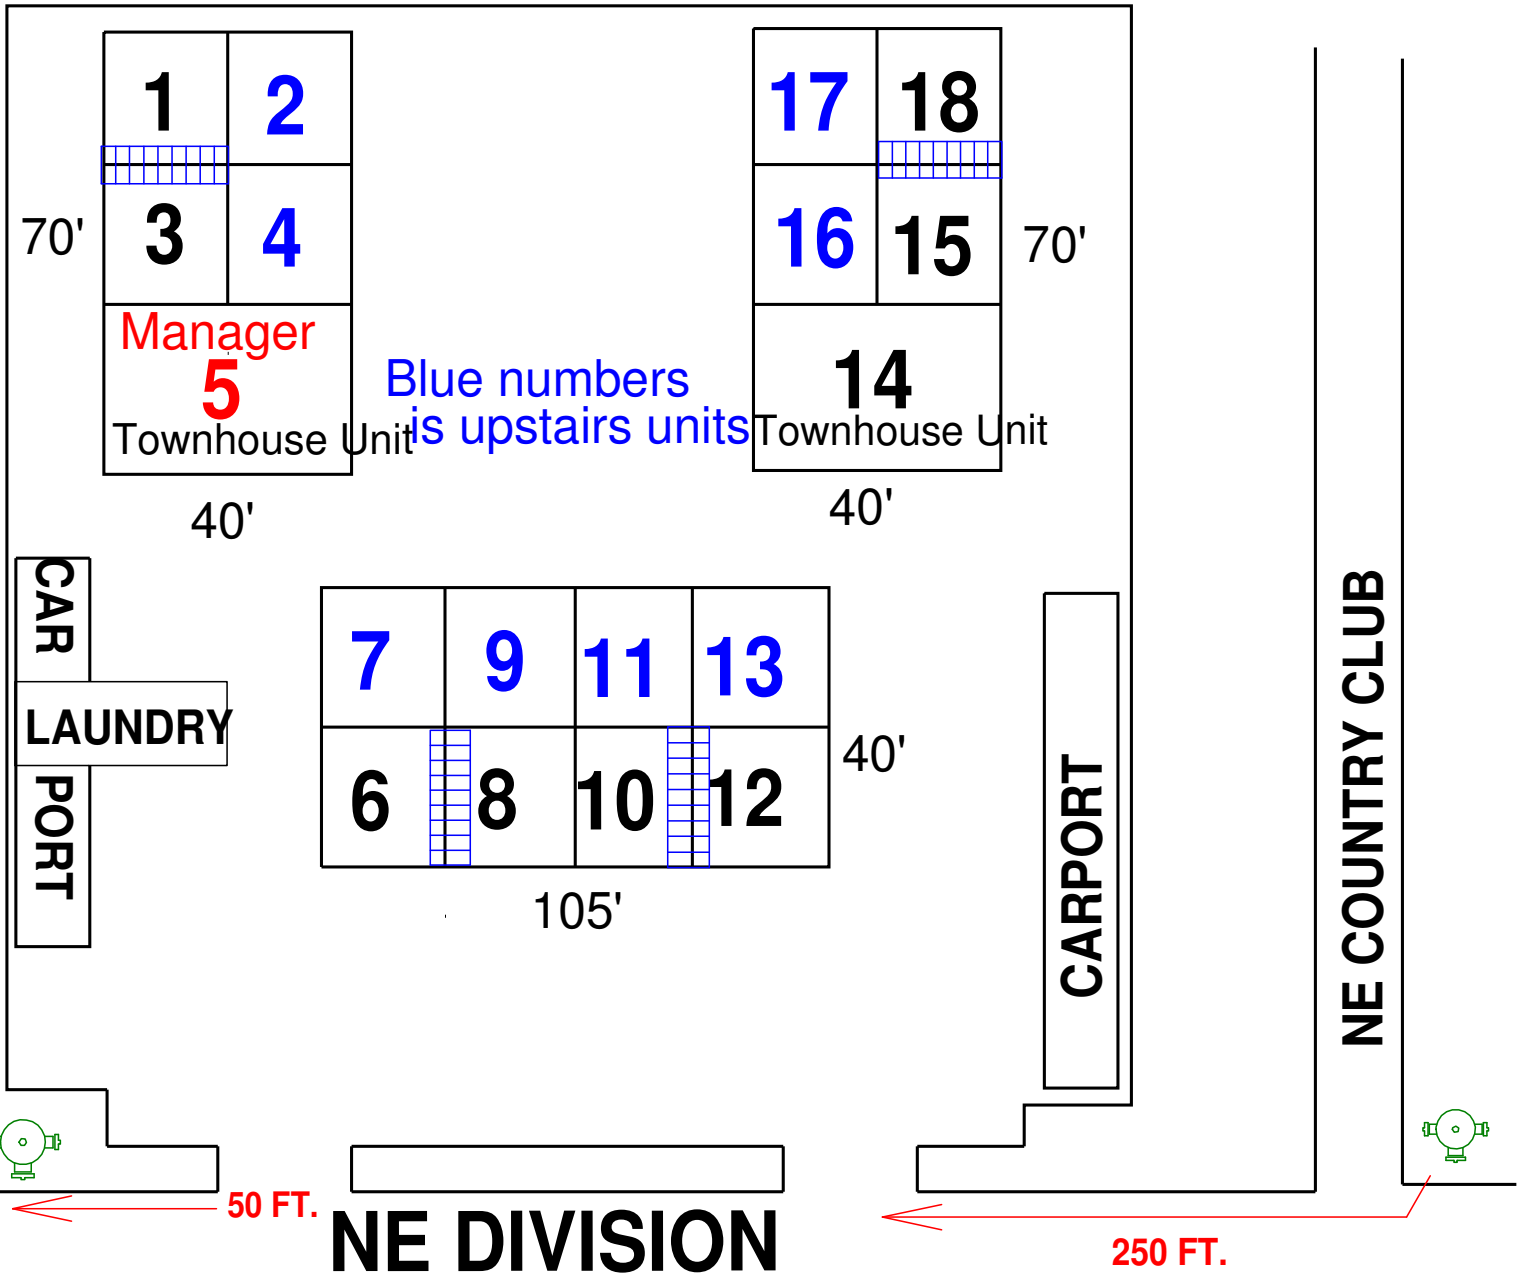 1
2
17
18
3
4
16
15
70'
70'
Manager
5
Townhouse Unit
Blue numbers
is upstairs units
14
Townhouse Unit
40'
40'
CAR
PORT
LAUNDRY
7
9
11
13
6
8
10
12
40'
105'
CARPORT
NE COUNTRY CLUB
50 FT.
NE DIVISION
250 FT.